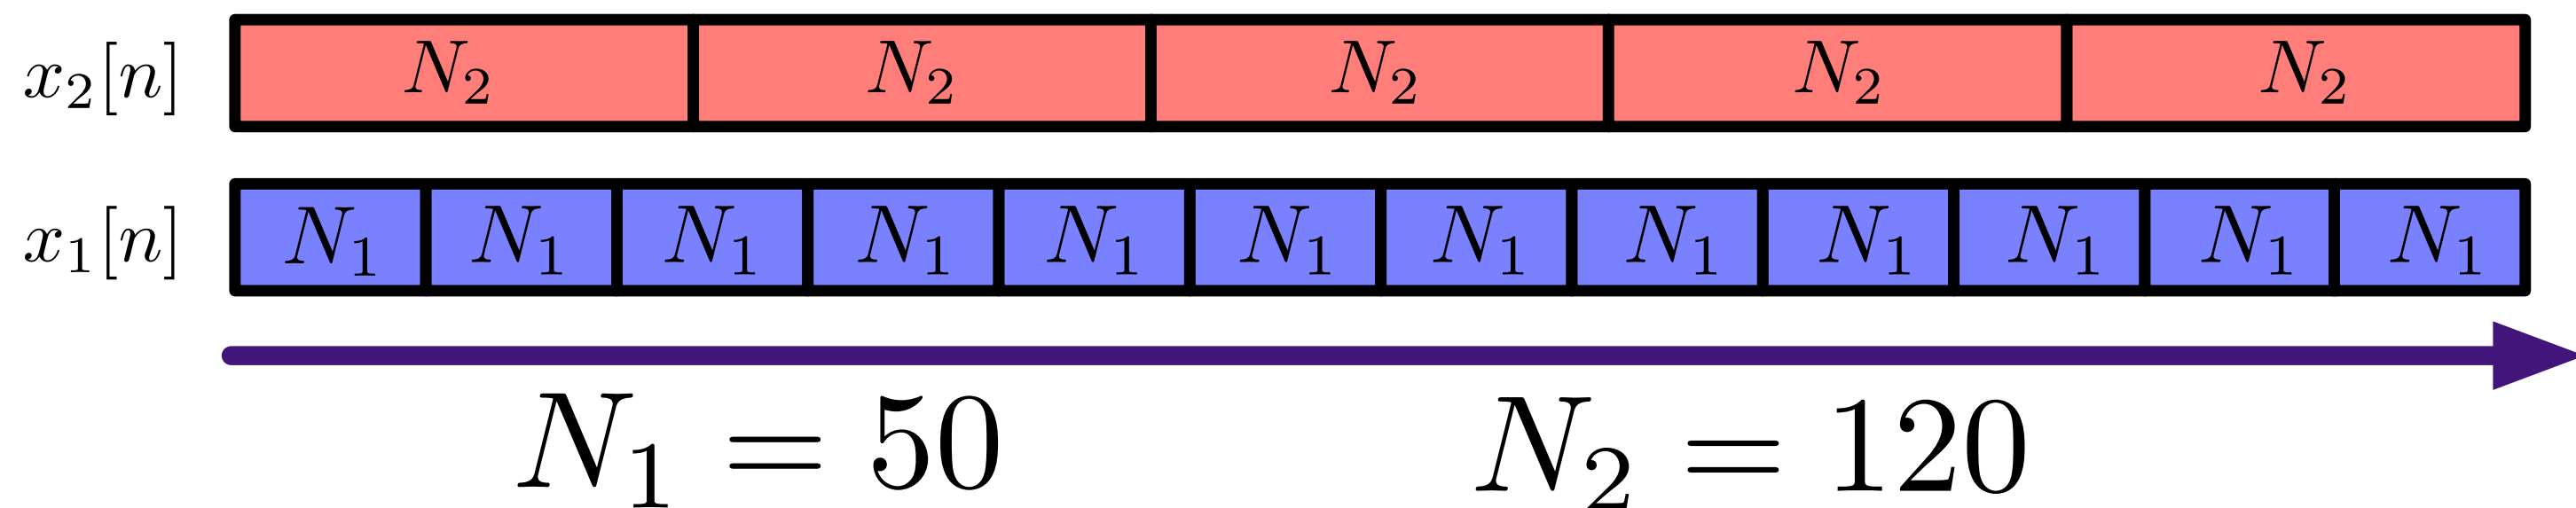 x₂[n] N₂ N₂ N₂ N₂ N₂
x₁[n] N₁ N₁ N₁ N₁ N₁ N₁ N₁ N₁ N₁ N₁ N₁ N₁
N₁ = 50 N₂ = 120